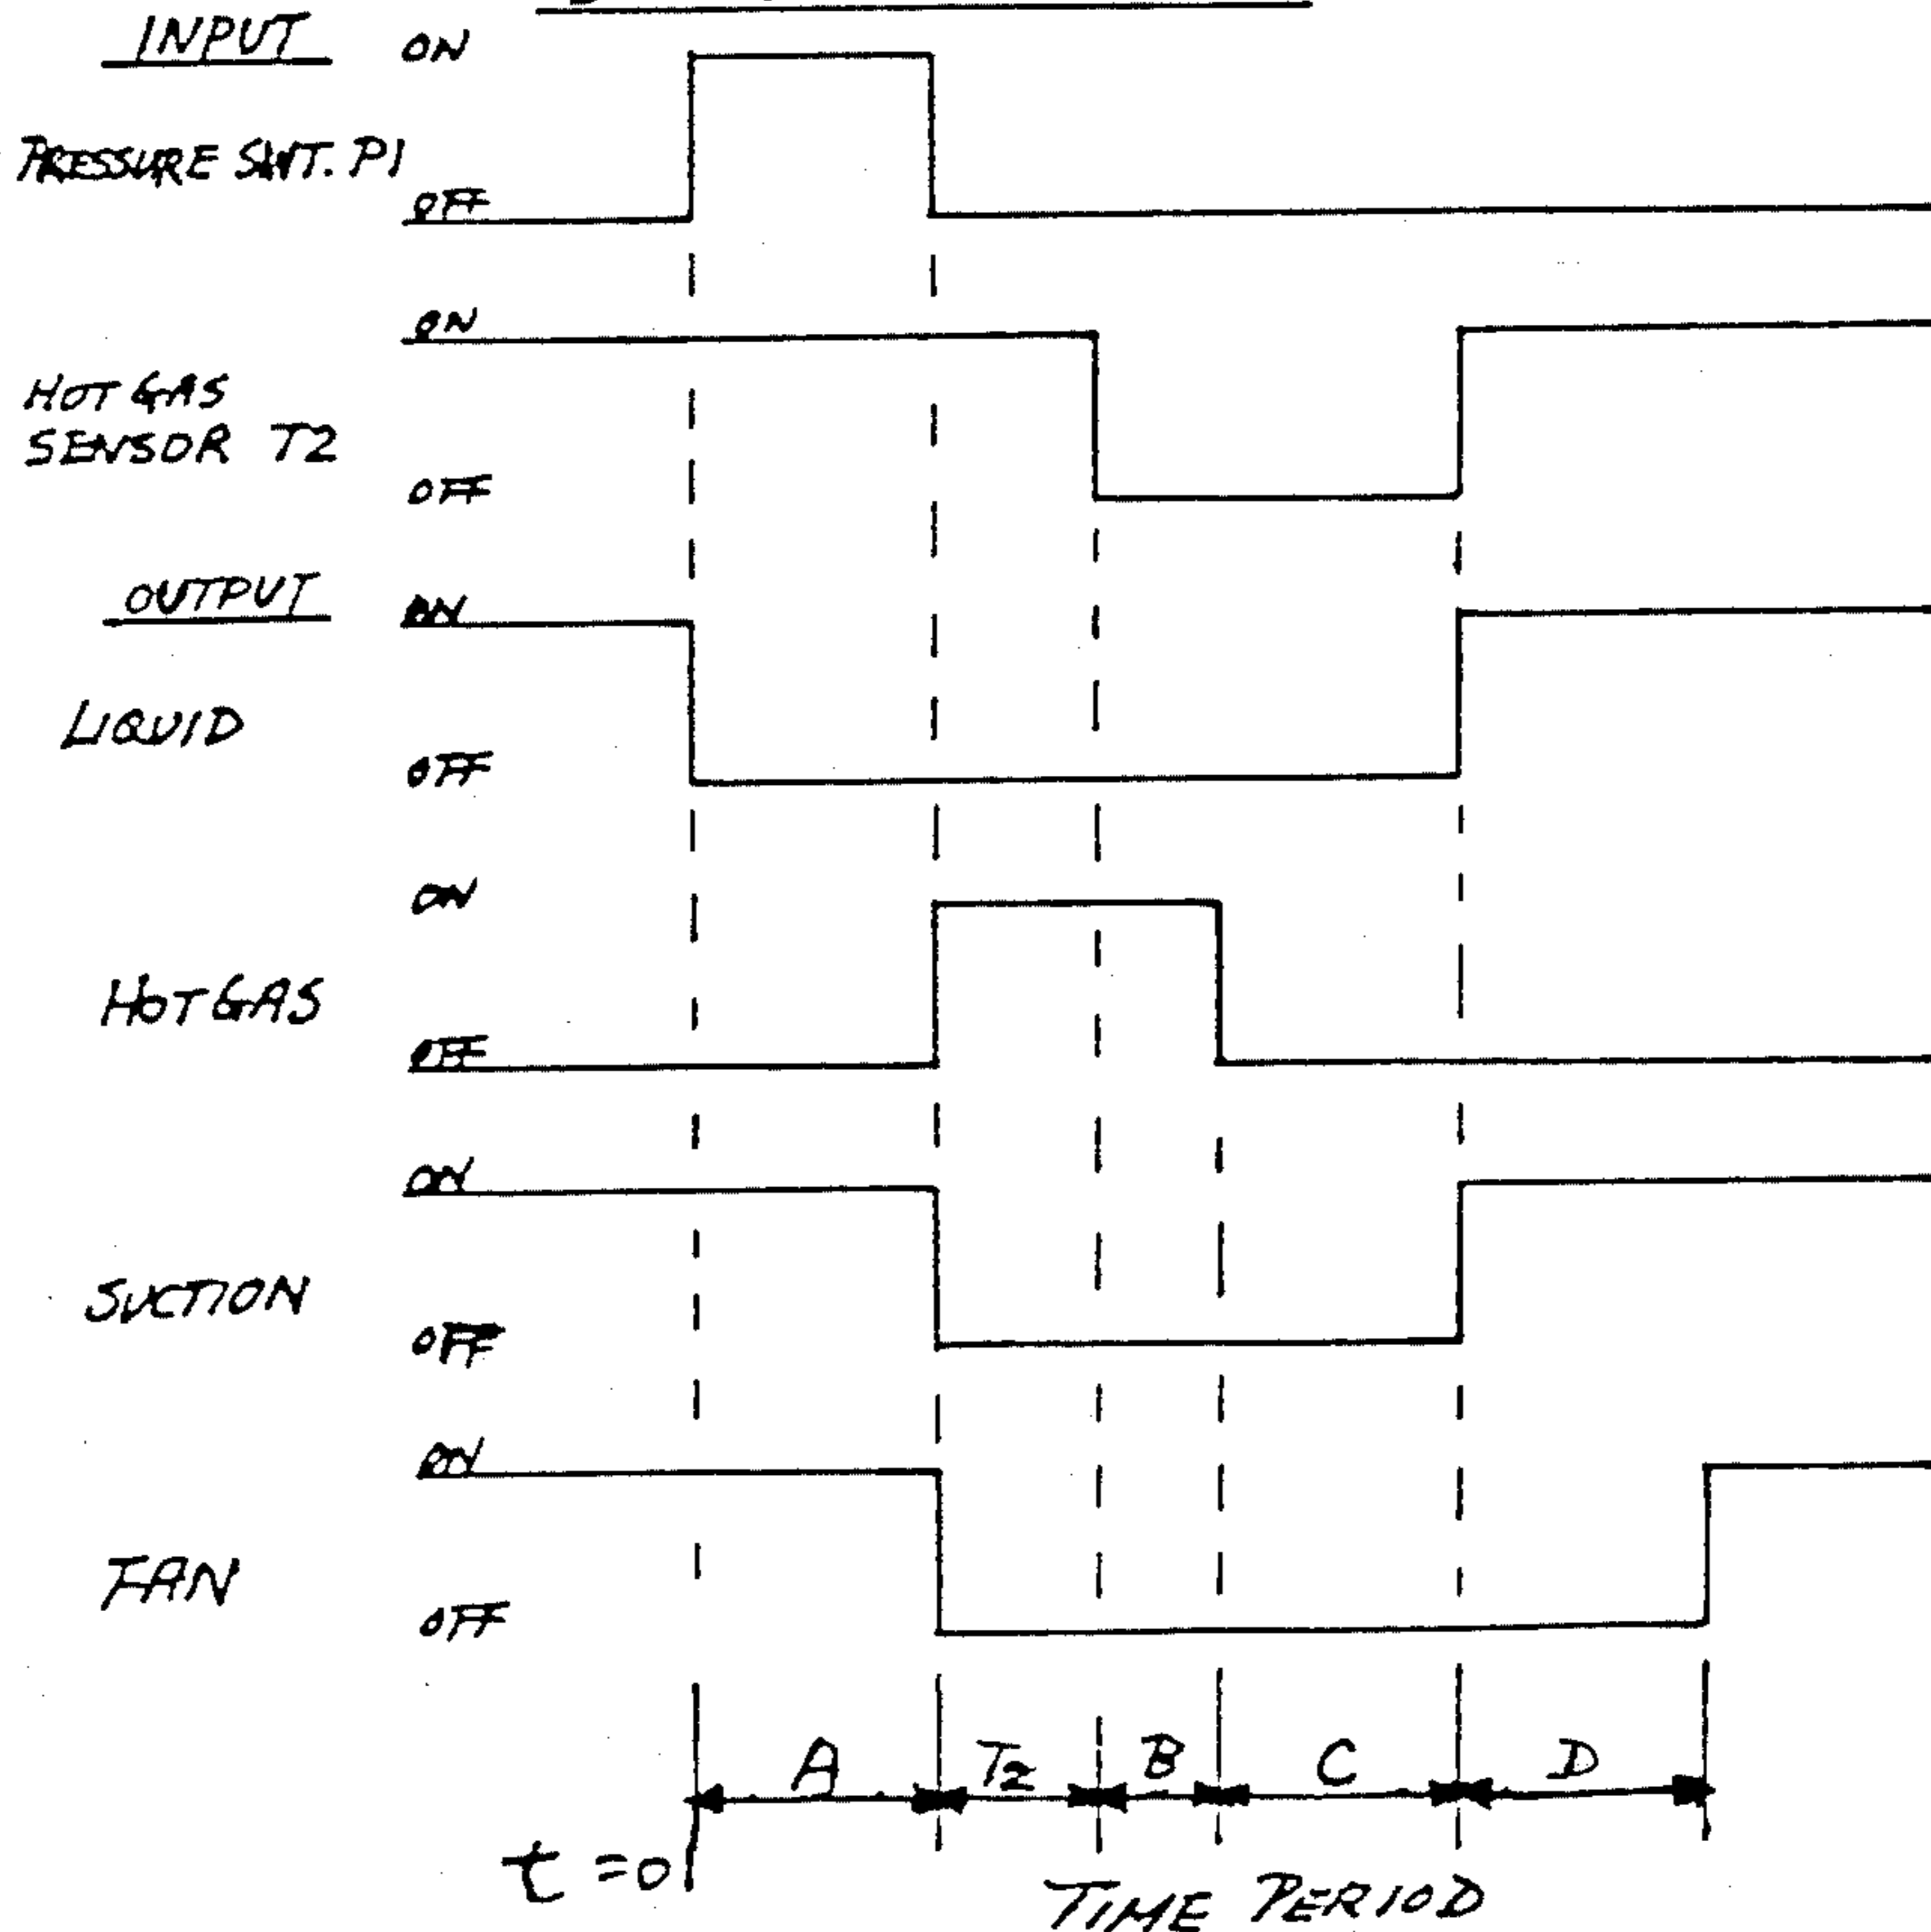 INPUT
ON
PRESSURE SWT. P1
OFF
ON
HOT GAS
SENSOR T2
OFF
OUTPUT
ON
LIQUID
OFF
ON
HOT GAS
OFF
ON
SUCTION
OFF
ON
FAN
OFF
A T2 B C D
t=0
TIME PERIOD